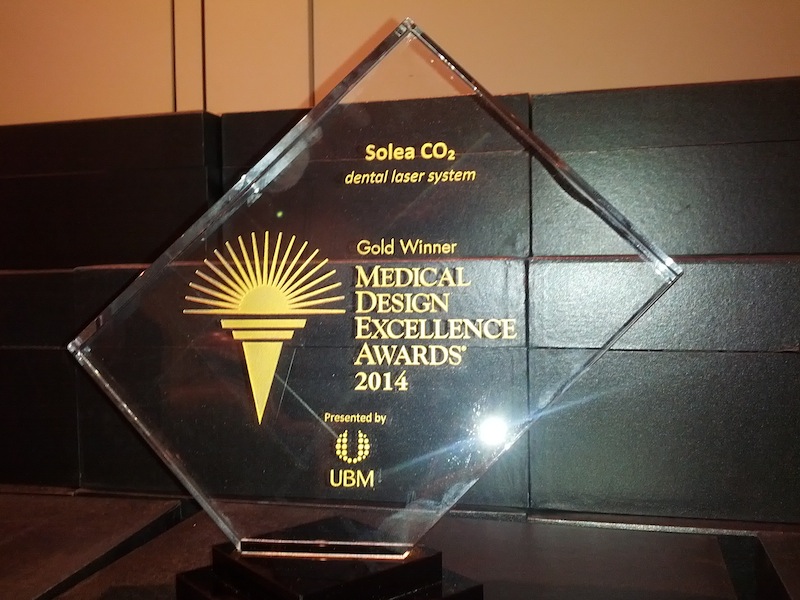 Solea CO₂
dental laser system
Gold Winner
MEDICAL
DESIGN
EXCELLENCE
AWARDS®
2014
Presented by
UBM